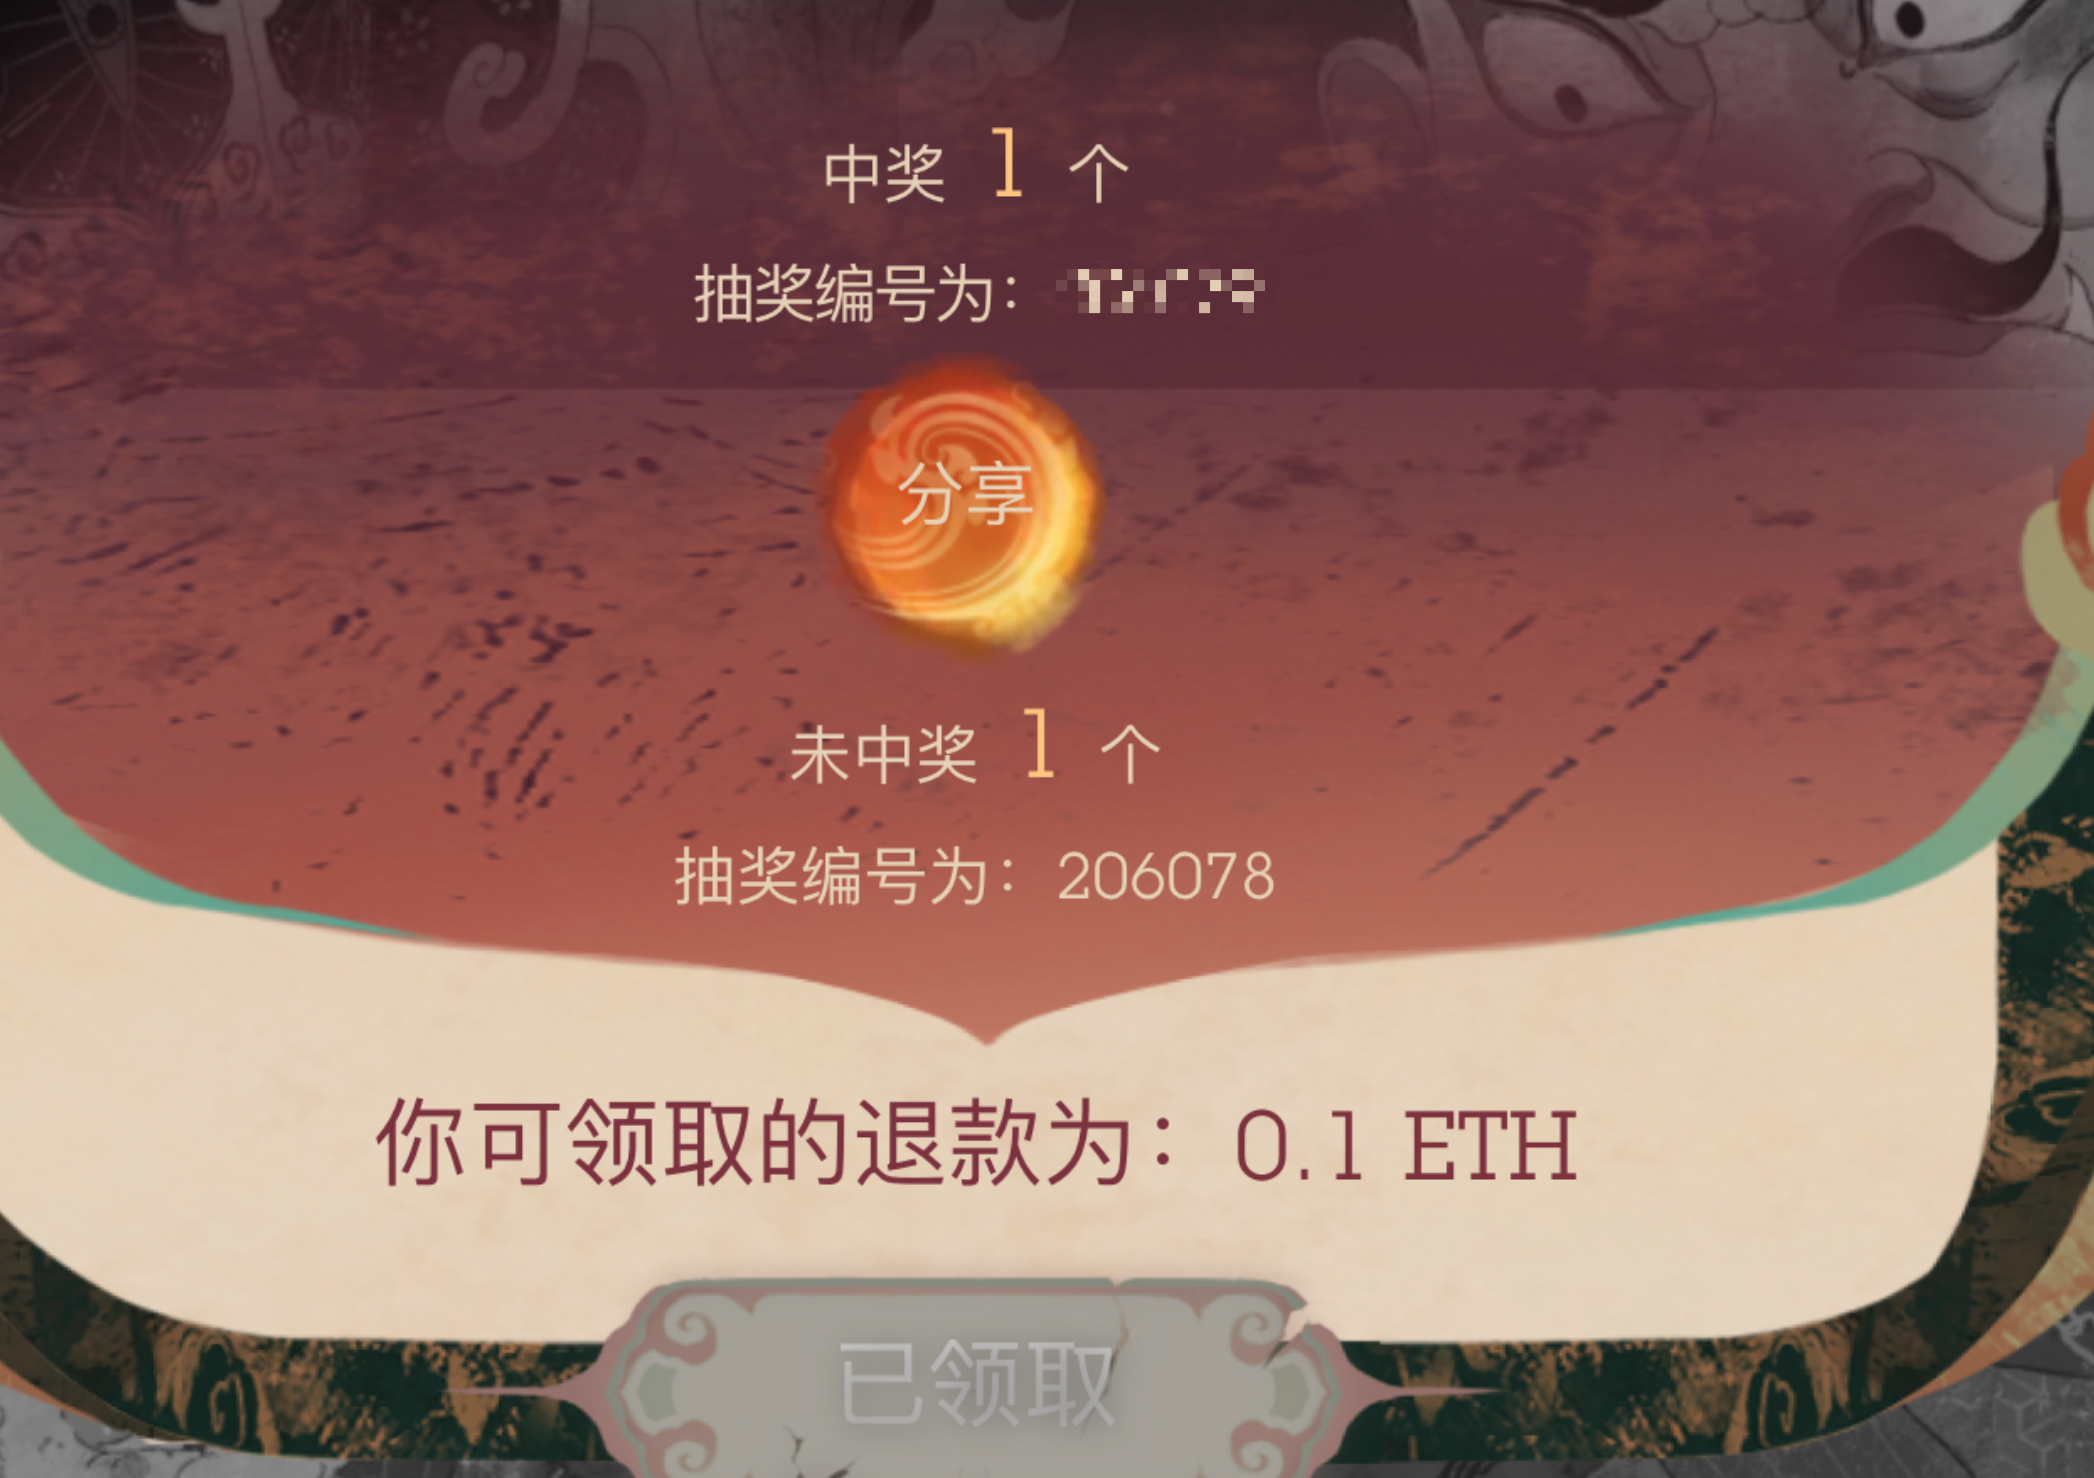 中奖 1 个
抽奖编号为：
分享
未中奖 1 个
抽奖编号为：206078
你可领取的退款为：0.1 ETH
已领取